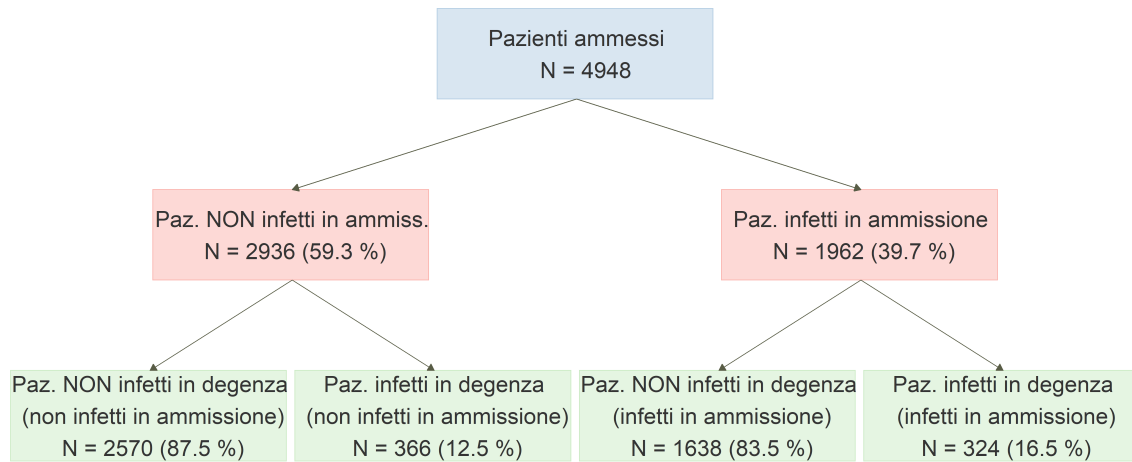 Pazienti ammessi
N = 4948
Paz. NON infetti in ammiss.
N = 2936 (59.3 %)
Paz. infetti in ammissione
N = 1962 (39.7 %)
Paz. NON infetti in degenza
(non infetti in ammissione)
N = 2570 (87.5 %)
Paz. infetti in degenza
(non infetti in ammissione)
N = 366 (12.5 %)
Paz. NON infetti in degenza
(infetti in ammissione)
N = 1638 (83.5 %)
Paz. infetti in degenza
(infetti in ammissione)
N = 324 (16.5 %)